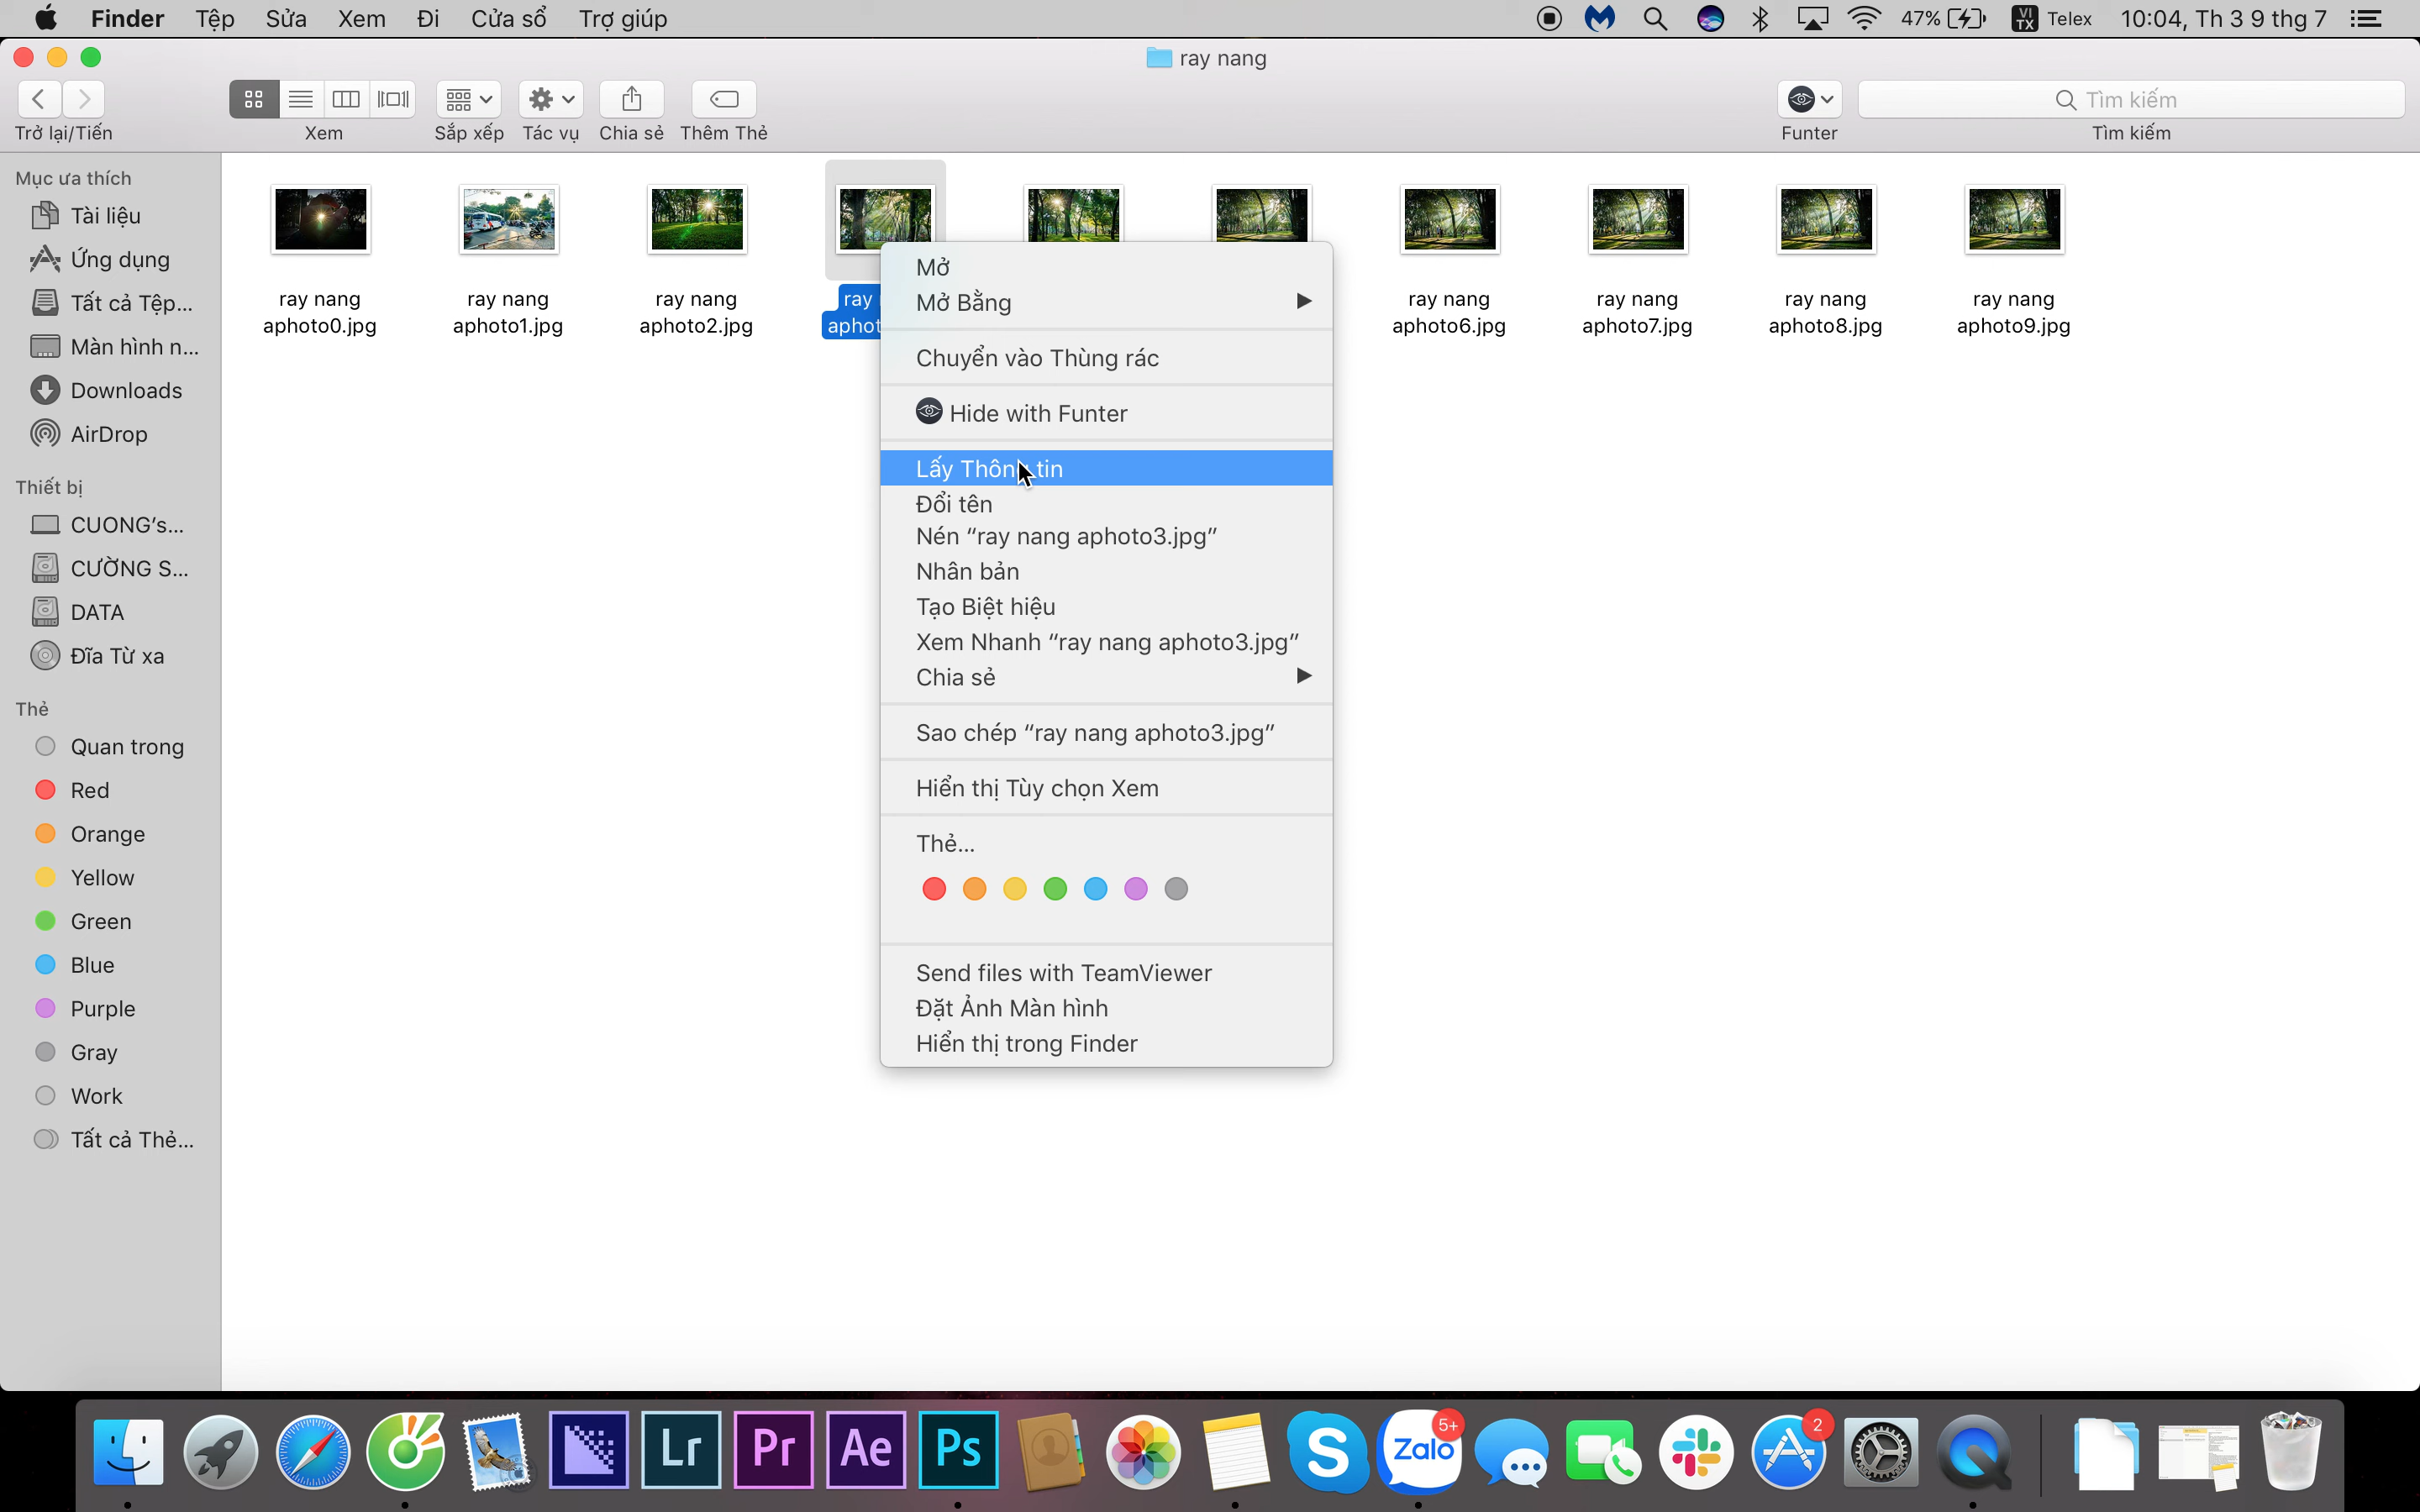 Finder Tệp Sửa Xem Đi Cửa sổ Trợ giúp 47% VI TX Telex 10:04, Th 3 9 thg 7
ray nang
Tìm kiếm
Trở lại/Tiến Xem Sắp xếp Tác vụ Chia sẻ Thêm Thẻ Funter Tìm kiếm
Mục ưa thích
Tài liệu
Ứng dụng
Tất cả Tệp...
Màn hình n...
Downloads
AirDrop
Thiết bị
CUONG’s...
CƯỜNG S...
DATA
Đĩa Từ xa
Thẻ
Quan trong
Red
Orange
Yellow
Green
Blue
Purple
Gray
Work
Tất cả Thẻ...
ray nang
aphoto0.jpg
ray nang
aphoto1.jpg
ray nang
aphoto2.jpg
ray
aphot
ray nang
aphoto6.jpg
ray nang
aphoto7.jpg
ray nang
aphoto8.jpg
ray nang
aphoto9.jpg
Mở
Mở Bằng
Chuyển vào Thùng rác
Hide with Funter
Lấy Thông tin
Đổi tên
Nén “ray nang aphoto3.jpg”
Nhân bản
Tạo Biệt hiệu
Xem Nhanh “ray nang aphoto3.jpg”
Chia sẻ
Sao chép “ray nang aphoto3.jpg”
Hiển thị Tùy chọn Xem
Thẻ...
Send files with TeamViewer
Đặt Ảnh Màn hình
Hiển thị trong Finder
Lr Pr Ae Ps S Zalo 5+ 2